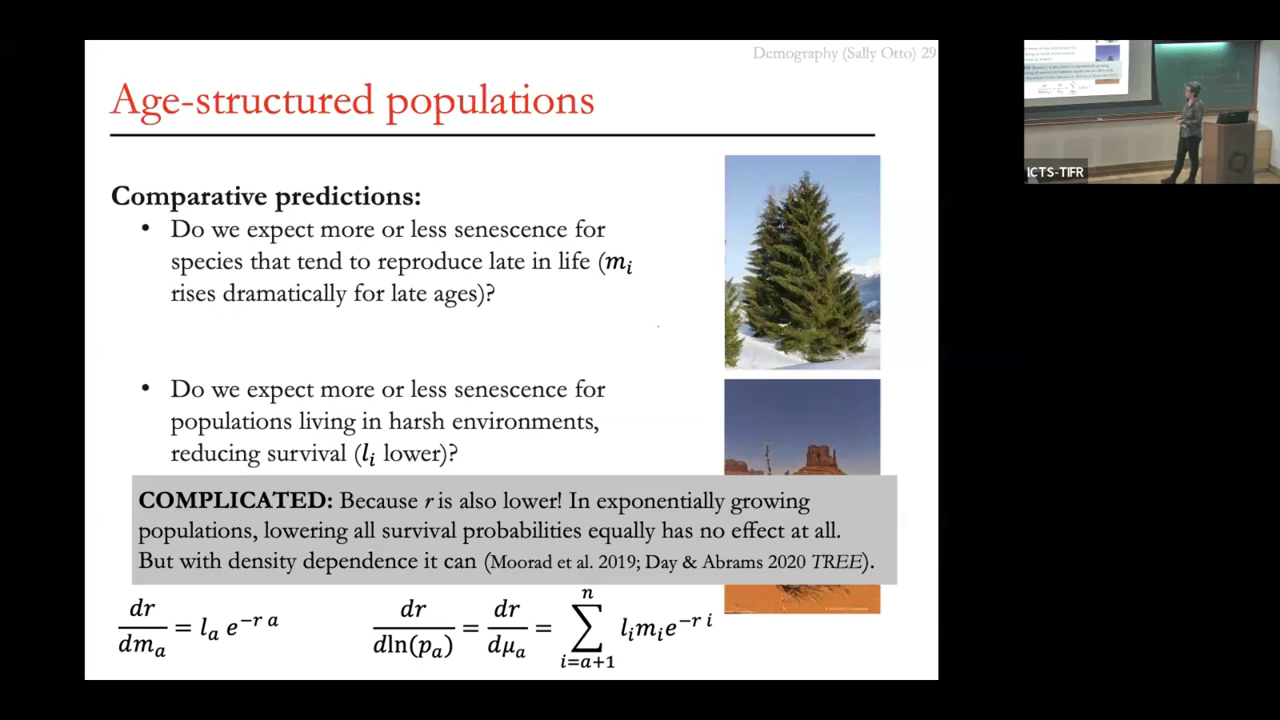 Demography (Sally Otto) 29
Age-structured populations
Comparative predictions:
• Do we expect more or less senescence for
species that tend to reproduce late in life (mᵢ
rises dramatically for late ages)?
• Do we expect more or less senescence for
populations living in harsh environments,
reducing survival (lᵢ lower)?
COMPLICATED: Because r is also lower! In exponentially growing
populations, lowering all survival probabilities equally has no effect at all.
But with density dependence it can (Moorad et al. 2019; Day & Abrams 2020 TREE).
dr/dmₐ = lₐ e^{−r a}
dr/dln(pₐ) = dr/dμₐ = ∑_{i=a+1}^{n} lᵢmᵢe^{−r i}
ICTS-TIFR